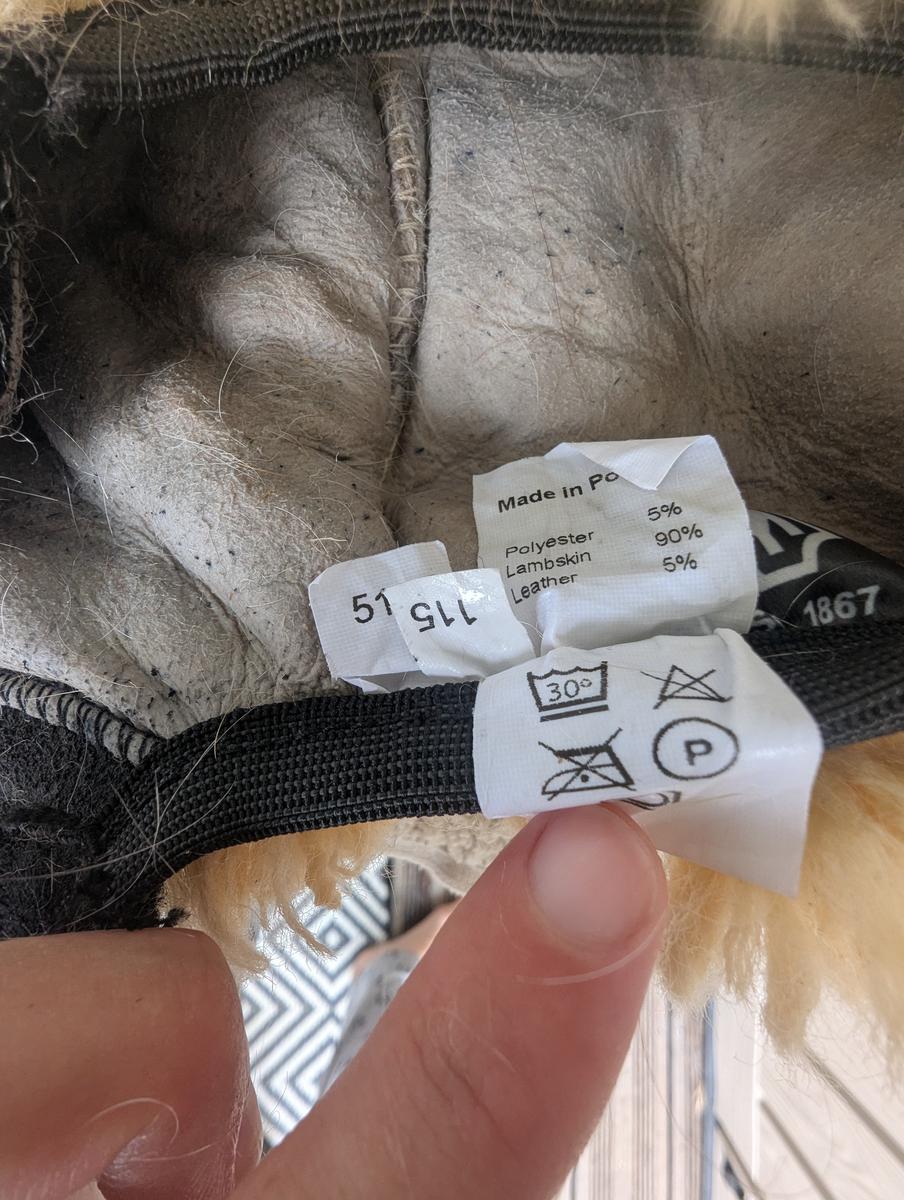 Made in Po
5%
Polyester 90%
Lambskin 5%
Leather
51
115
1867
30°
P